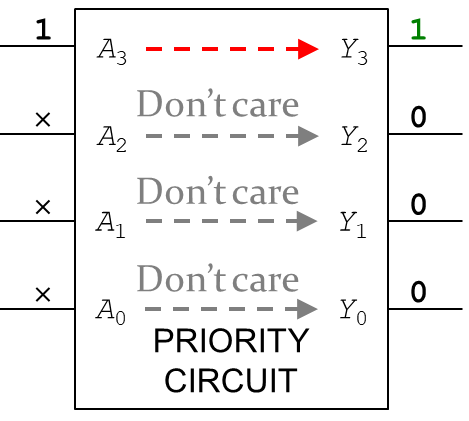 1 A₃ Y₃ 1
Don't care
× A₂ Y₂ 0
Don't care
× A₁ Y₁ 0
Don't care
× A₀ Y₀ 0
PRIORITY
CIRCUIT